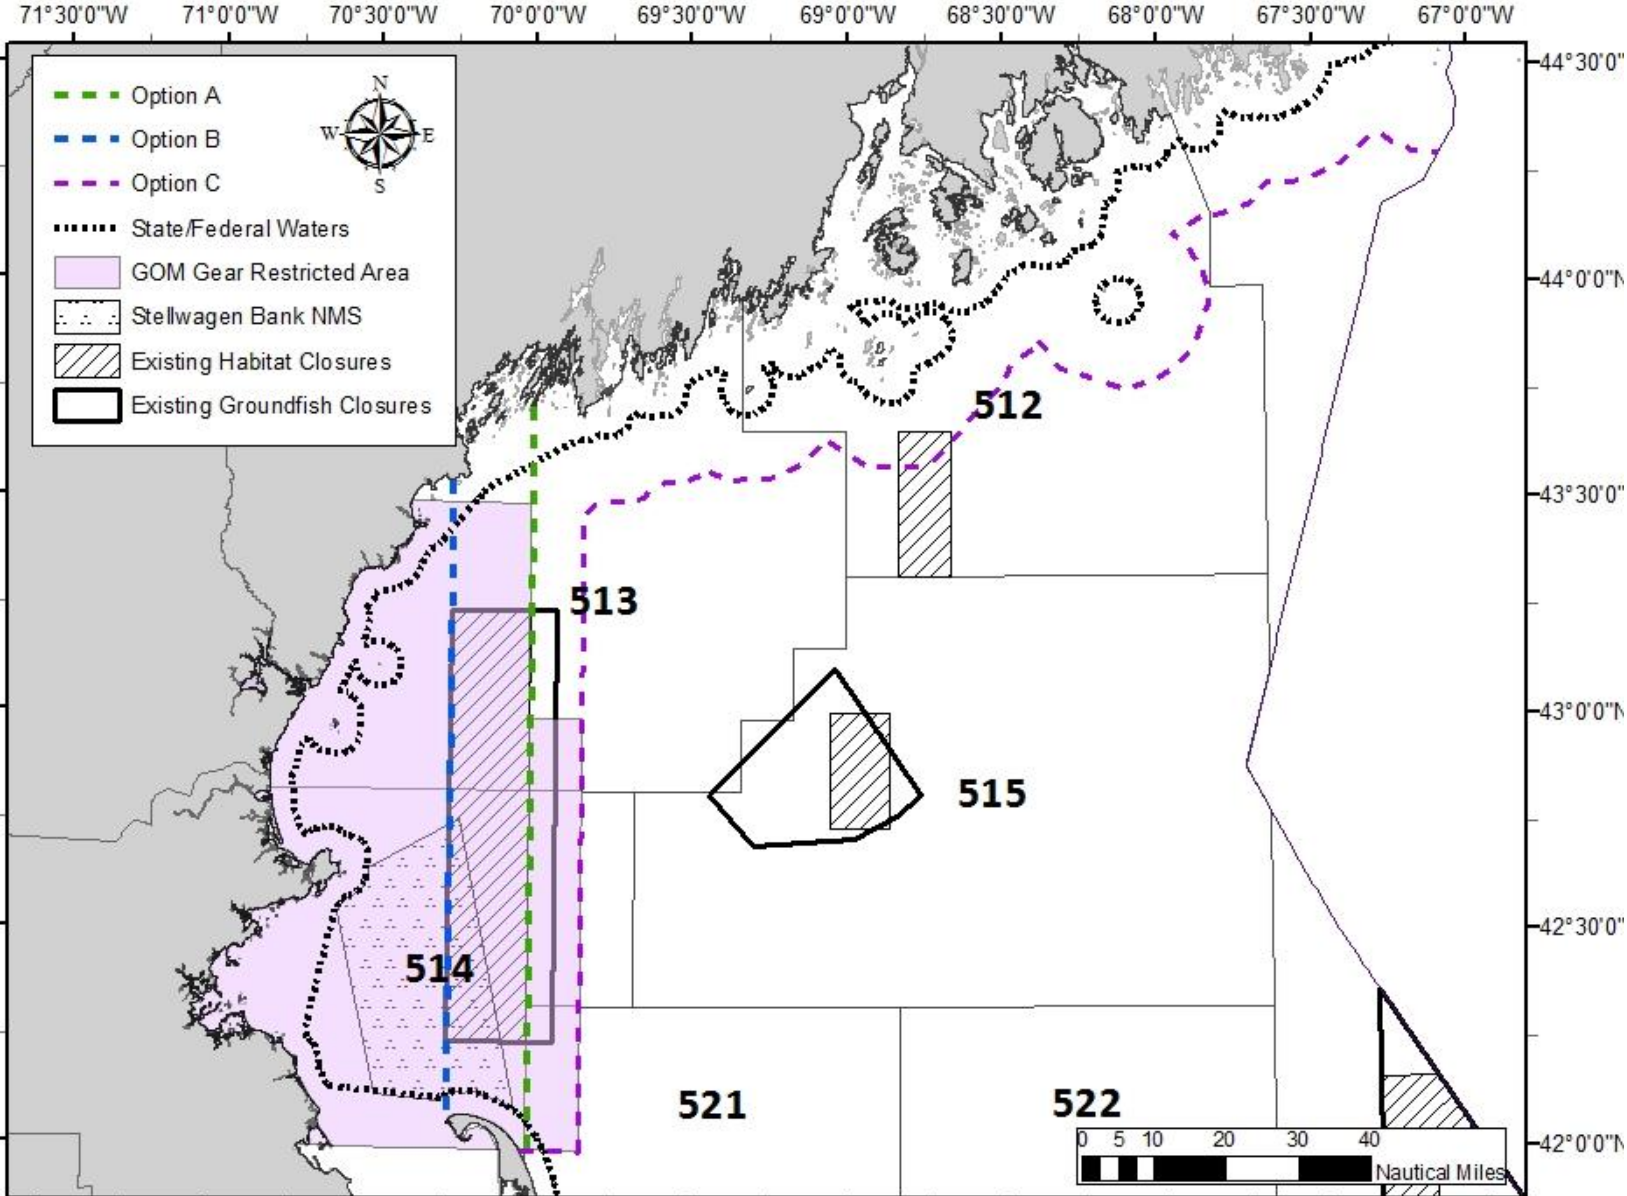 71°30'0"W 71°0'0"W 70°30'0"W 70°0'0"W 69°30'0"W 69°0'0"W 68°30'0"W 68°0'0"W 67°30'0"W 67°0'0"W
44°30'0"N
Option A
Option B
Option C
State/Federal Waters
GOM Gear Restricted Area
Stellwagen Bank NMS
Existing Habitat Closures
Existing Groundfish Closures
N
W E
S
44°0'0"N
512
43°30'0"N
513
43°0'0"N
515
42°30'0"N
514
521
522
42°0'0"N
0 5 10 20 30 40
Nautical Miles